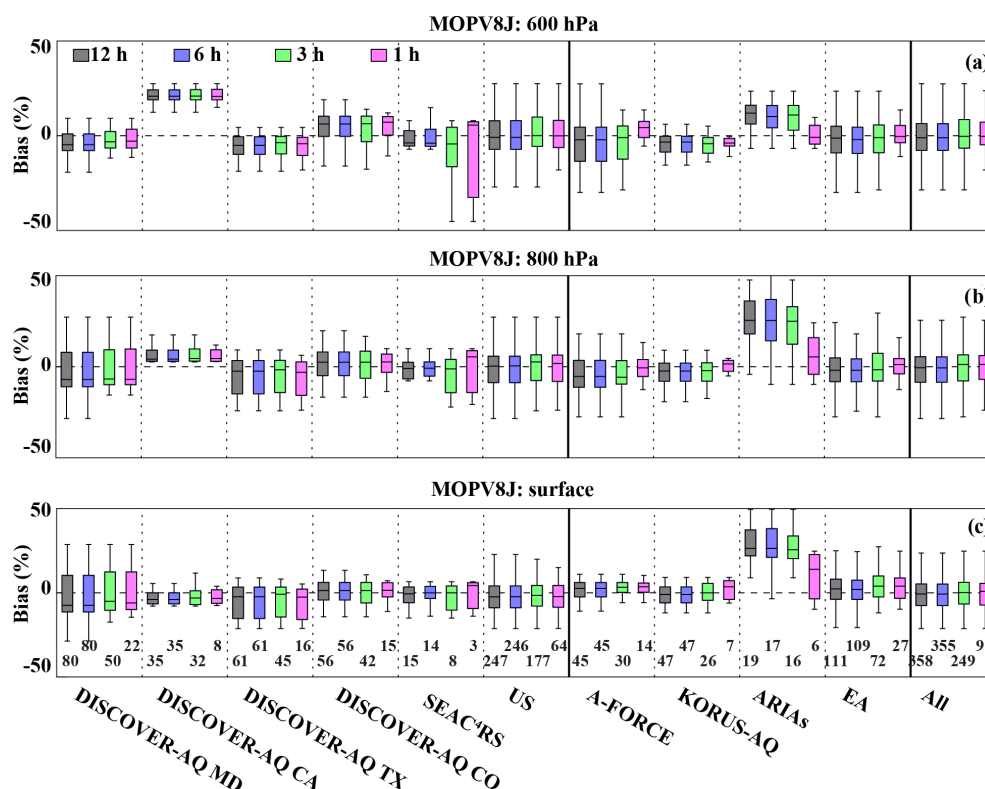 MOPV8J: 600 hPa
50
12 h 6 h 3 h 1 h
(a)
Bias (%)
0
-50
MOPV8J: 800 hPa
50
(b)
Bias (%)
0
-50
MOPV8J: surface
50
(c)
Bias (%)
0
80 22 35 8 61 16 56 15 14 3 246 64 45 14 47 7 17 6 109 27 355 9
-50
80 50 35 32 61 45 56 42 15 8 247 177 45 30 47 26 19 16 111 72 358 249
DISCOVER-AQ MD
DISCOVER-AQ CA
DISCOVER-AQ TX
DISCOVER-AQ CO
SEAC⁴RS
US
A-FORCE
KORUS-AQ
ARIAs
EA
All